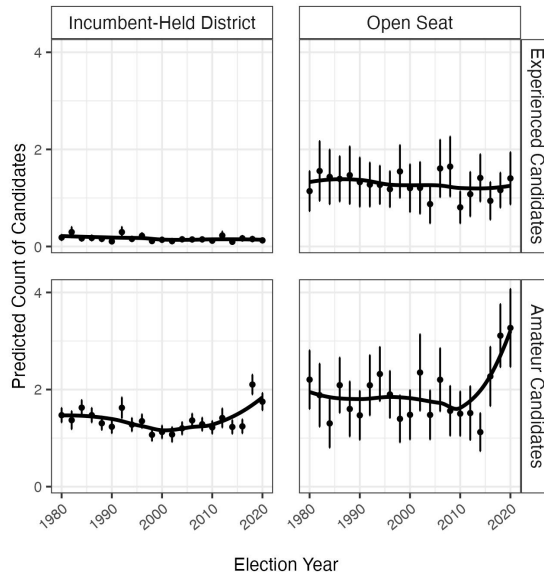 Incumbent-Held District
Open Seat
Predicted Count of Candidates
4
2
0
Experienced Candidates
4
2
0
Amateur Candidates
1980
1990
2000
2010
2020
1980
1990
2000
2010
2020
Election Year